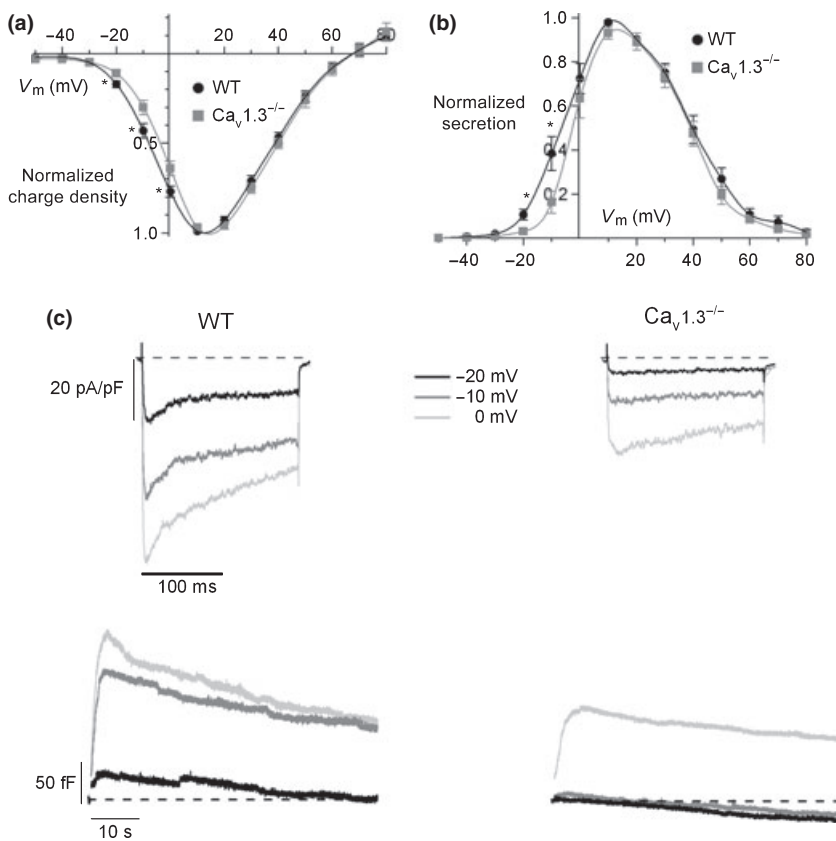 (a)
−40 −20 20 40 60 80
Vm (mV)
* WT
Cav1.3−/−
*
0.5
Normalized
charge density
*
1.0
(b)
1.0
WT
0.8
Cav1.3−/−
Normalized
secretion
0.6
*
0.4
*
0.2
Vm (mV)
−40 −20 20 40 60 80
(c)
WT
Cav1.3−/−
20 pA/pF
−20 mV
−10 mV
0 mV
100 ms
50 fF
10 s